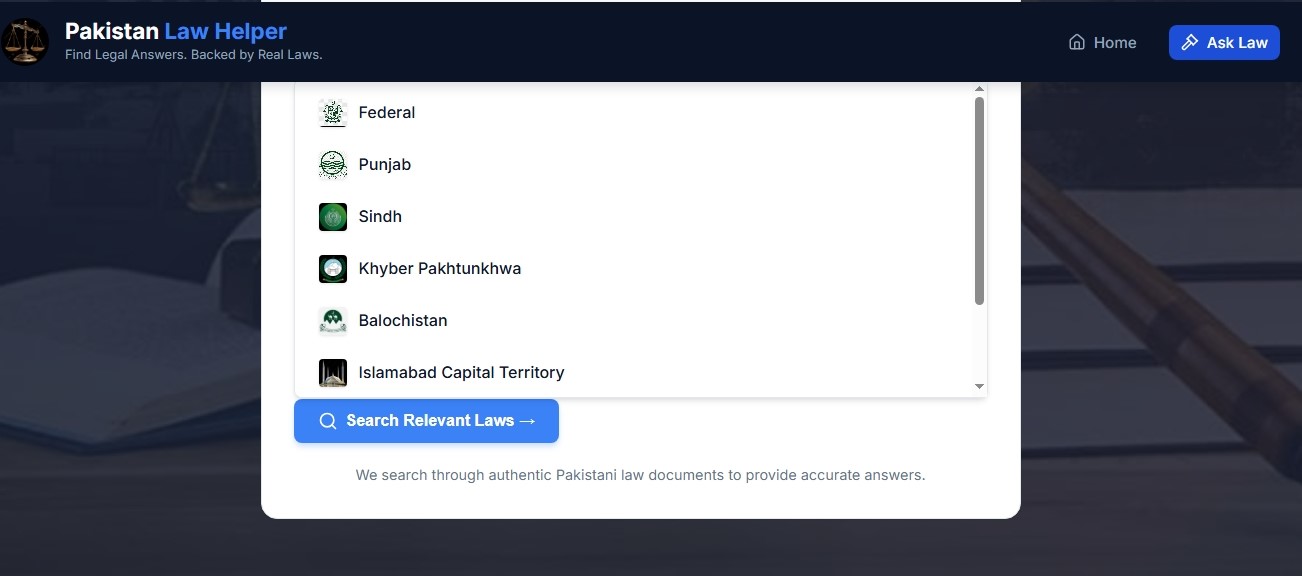 Pakistan Law Helper
Find Legal Answers. Backed by Real Laws.
Home
Ask Law
Federal
Punjab
Sindh
Khyber Pakhtunkhwa
Balochistan
Islamabad Capital Territory
Search Relevant Laws →
We search through authentic Pakistani law documents to provide accurate answers.